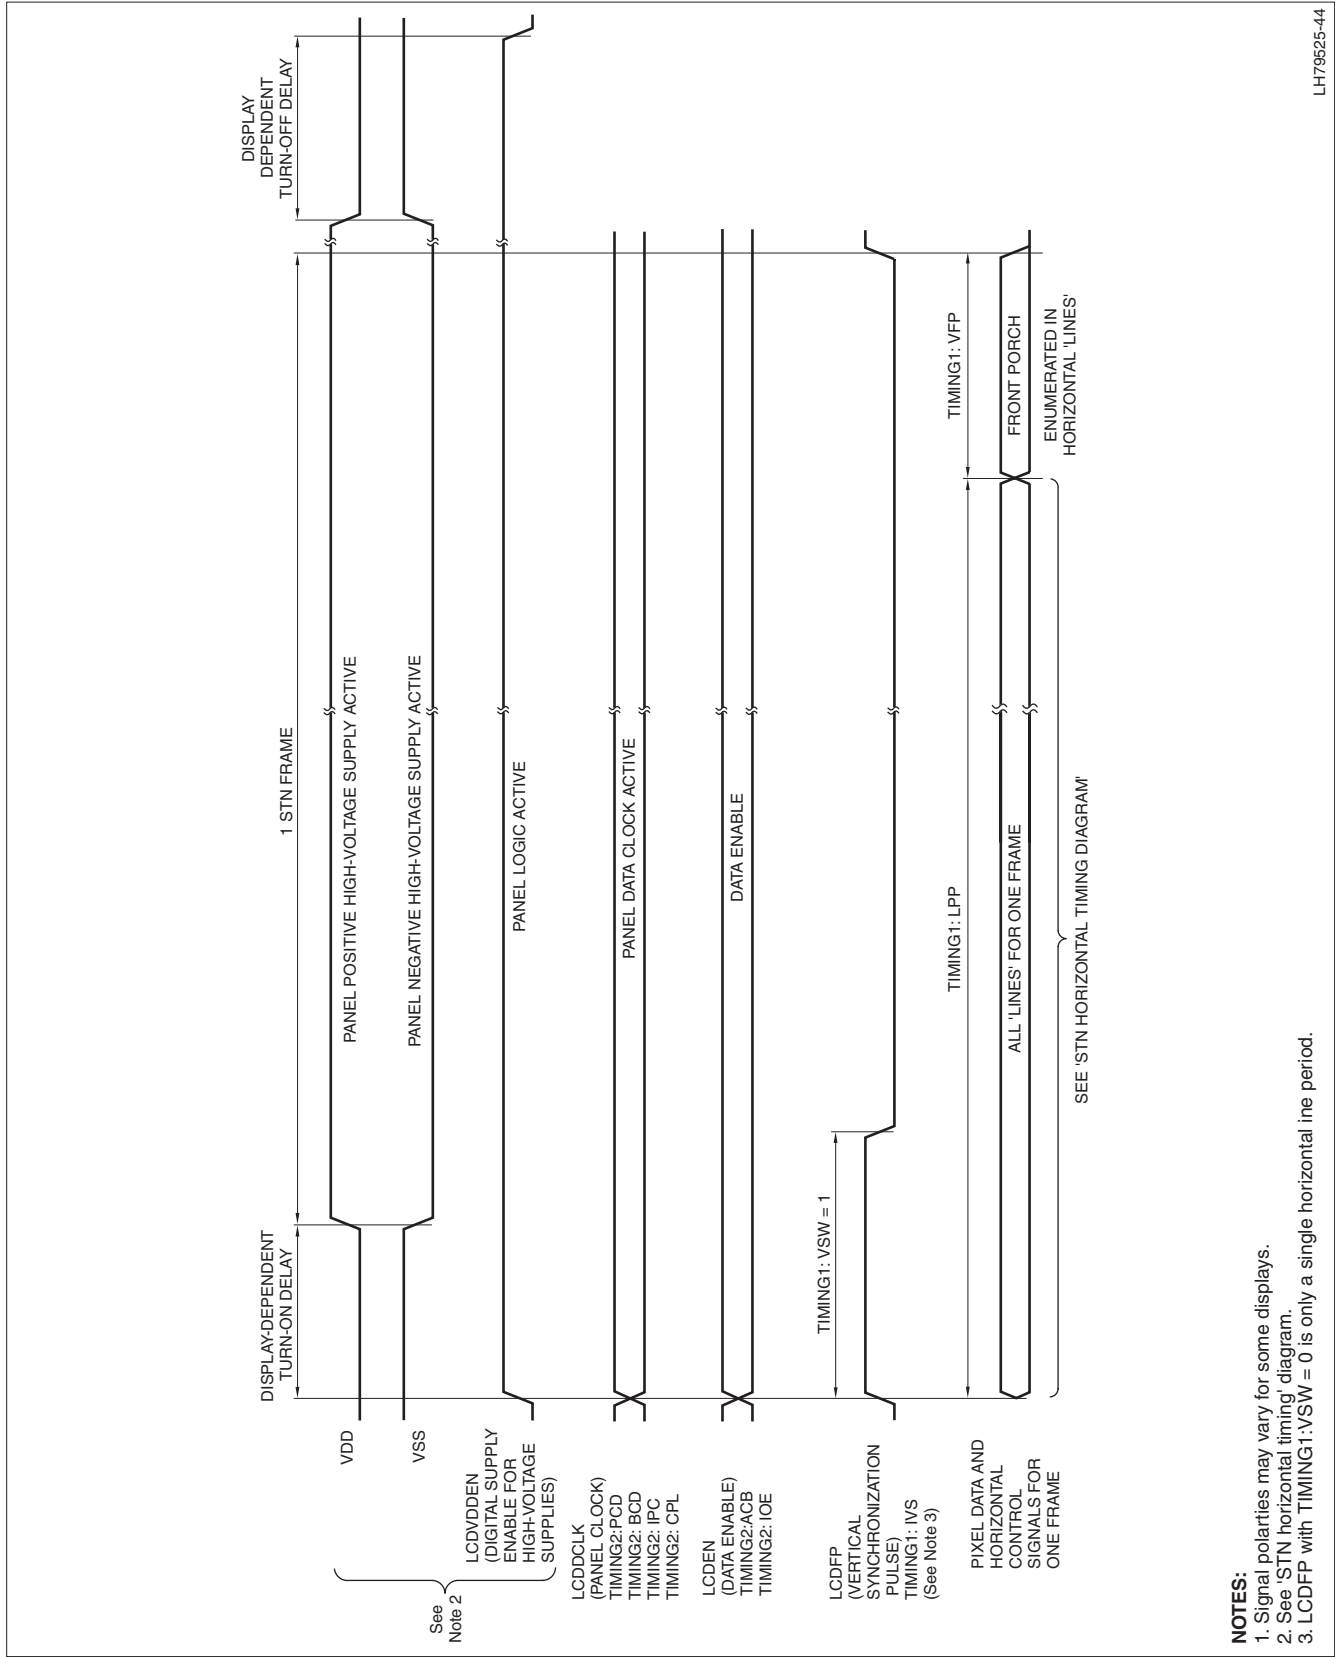 DISPLAY-DEPENDENT
TURN-ON DELAY
1 STN FRAME
DISPLAY
DEPENDENT
TURN-OFF DELAY
VDD
PANEL POSITIVE HIGH-VOLTAGE SUPPLY ACTIVE
VSS
PANEL NEGATIVE HIGH-VOLTAGE SUPPLY ACTIVE
See
Note 2
LCDVDDEN
(DIGITAL SUPPLY
ENABLE FOR
HIGH-VOLTAGE
SUPPLIES)
PANEL LOGIC ACTIVE
LCDDCLK
(PANEL CLOCK)
TIMING2:PCD
TIMING2: BCD
TIMING2: IPC
TIMING2: CPL
PANEL DATA CLOCK ACTIVE
LCDEN
(DATA ENABLE)
TIMING2:ACB
TIMING2: IOE
DATA ENABLE
TIMING1: VSW = 1
LCDFP
(VERTICAL
SYNCHRONIZATION
PULSE)
TIMING1: IVS
(See Note 3)
TIMING1: LPP
TIMING1: VFP
PIXEL DATA AND
HORIZONTAL
CONTROL
SIGNALS FOR
ONE FRAME
ALL 'LINES' FOR ONE FRAME
FRONT PORCH
ENUMERATED IN
HORIZONTAL 'LINES'
SEE 'STN HORIZONTAL TIMING DIAGRAM'
NOTES:
1. Signal polarties may vary for some displays.
2. See 'STN horizontal timing' diagram.
3. LCDFP with TIMING1:VSW = 0 is only a single horizontal ine period.
LH79525-44